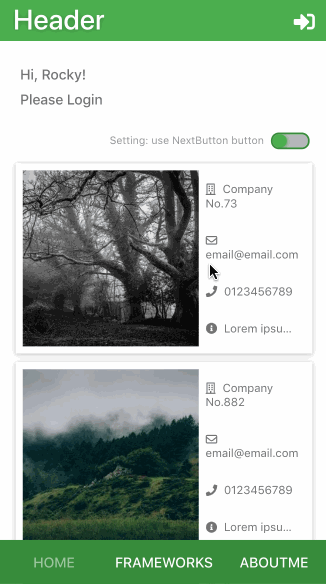 Header
Hi, Rocky!
Please Login
Setting: use NextButton button
Company
No.73
email@email.com
0123456789
Lorem ipsu...
Company
No.882
email@email.com
0123456789
Lorem ipsu...
HOME FRAMEWORKS ABOUTME